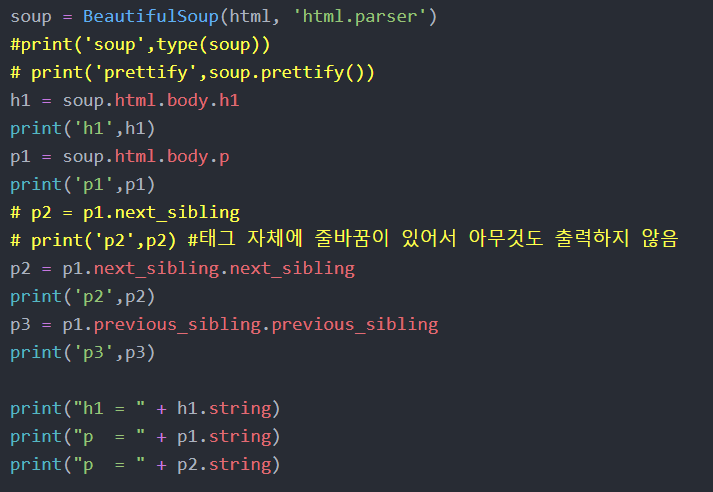 soup = BeautifulSoup(html, 'html.parser')
#print('soup',type(soup))
# print('prettify',soup.prettify())
h1 = soup.html.body.h1
print('h1',h1)
p1 = soup.html.body.p
print('p1',p1)
# p2 = p1.next_sibling
# print('p2',p2) #태그 자체에 줄바꿈이 있어서 아무것도 출력하지 않음
p2 = p1.next_sibling.next_sibling
print('p2',p2)
p3 = p1.previous_sibling.previous_sibling
print('p3',p3)

print("h1 = " + h1.string)
print("p  = " + p1.string)
print("p  = " + p2.string)